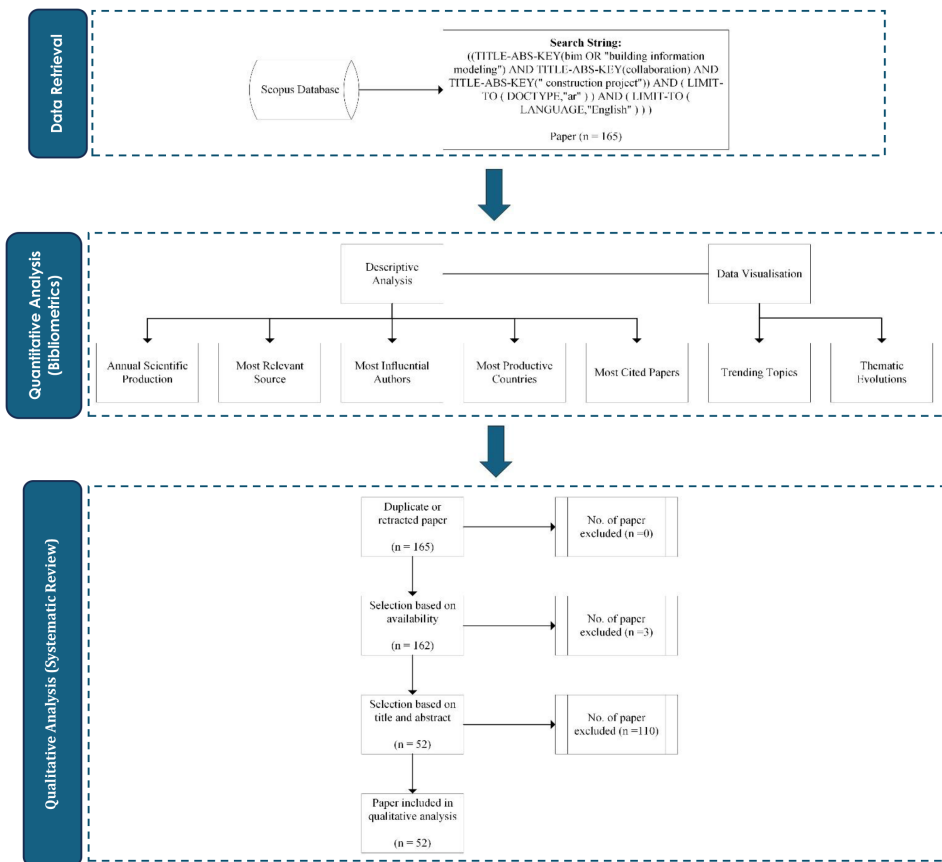 Data Retrieval
Scopus Database
Search String:
((TITLE-ABS-KEY(bim OR "building information
modeling") AND TITLE-ABS-KEY(collaboration) AND
TITLE-ABS-KEY(" construction project")) AND ( LIMIT-
TO ( DOCTYPE,"ar" ) ) AND ( LIMIT-TO (
LANGUAGE,"English" ) ) )
Paper (n = 165)
Quantitative Analysis
(Bibliometrics)
Descriptive
Analysis
Data Visualisation
Annual Scientific
Production
Most Relevant
Source
Most Influential
Authors
Most Productive
Countries
Most Cited Papers
Trending Topics
Thematic
Evolutions
Qualitative Analysis (Systematic Review)
Duplicate or
retracted paper
(n = 165)
No. of paper
excluded (n =0)
Selection based on
availability
(n = 162)
No. of paper
excluded (n =3)
Selection based on
title and abstract
(n = 52)
No. of paper
excluded (n =110)
Paper included in
qualitative analysis
(n = 52)